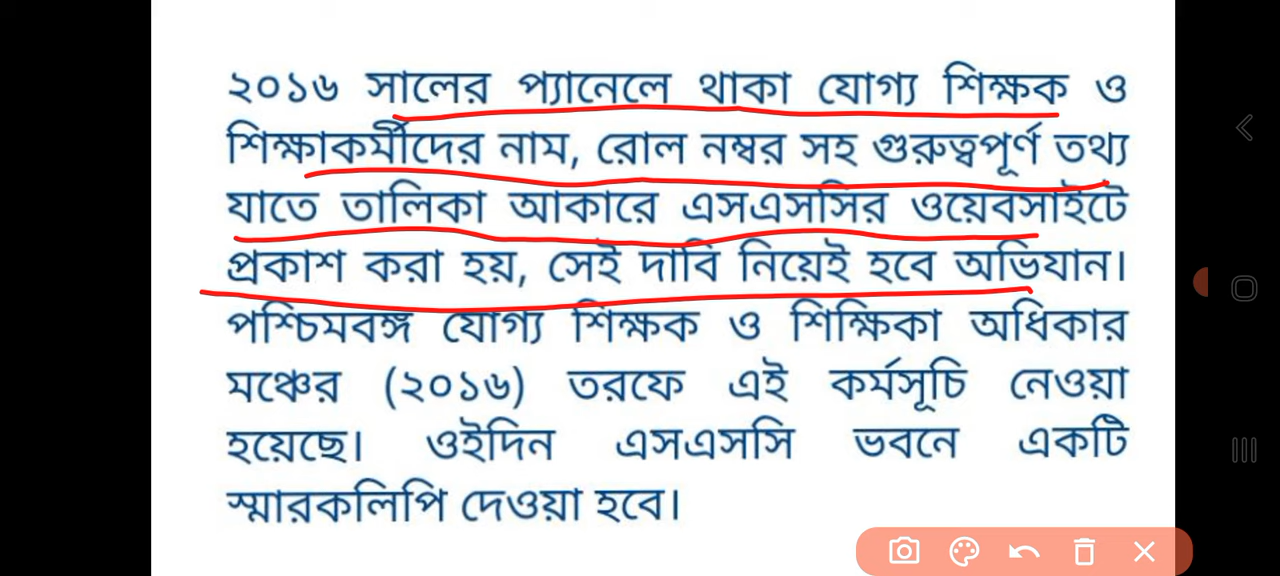 ২০১৬ সালের প্যানেলে থাকা যোগ্য শিক্ষক ও
শিক্ষাকর্মীদের নাম, রোল নম্বর সহ গুরুত্বপূর্ণ তথ্য
যাতে তালিকা আকারে এসএসসির ওয়েবসাইটে
প্রকাশ করা হয়, সেই দাবি নিয়েই হবে অভিযান।
পশ্চিমবঙ্গ যোগ্য শিক্ষক ও শিক্ষিকা অধিকার
মঞ্চের (২০১৬) তরফে এই কর্মসূচি নেওয়া
হয়েছে। ওইদিন এসএসসি ভবনে একটি
স্মারকলিপি দেওয়া হবে।